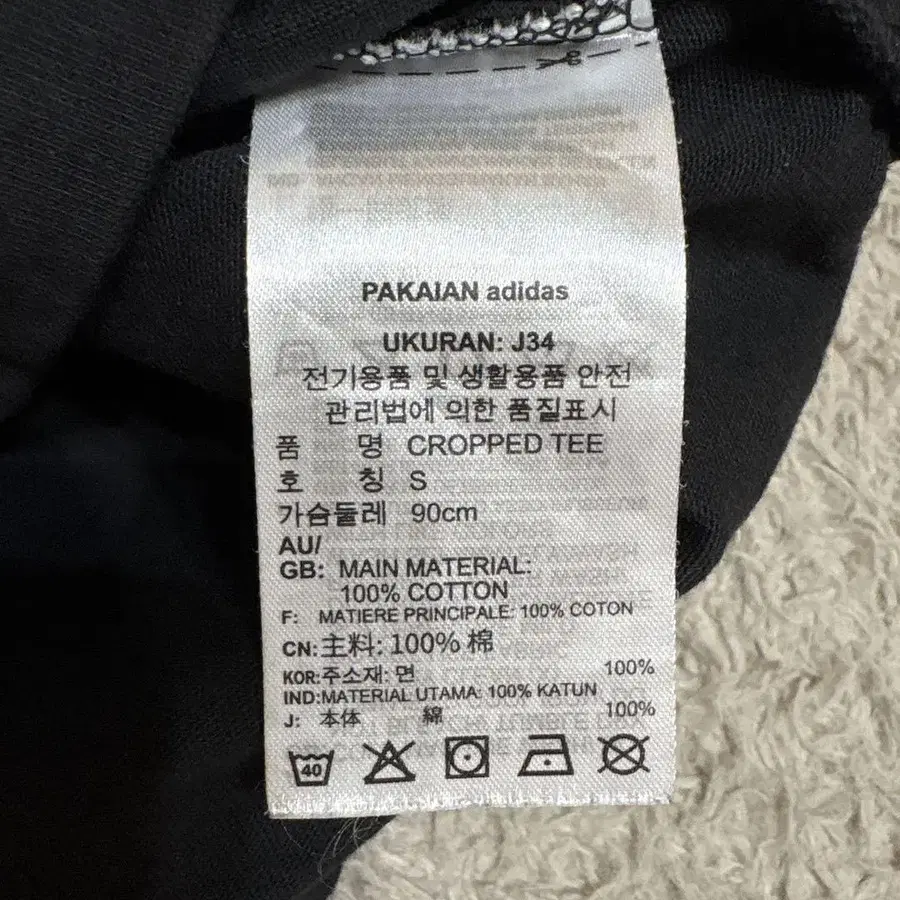 PAKAIAN adidas
UKURAN: J34
전기용품 및 생활용품 안전
관리법에 의한 품질표시
품 명 CROPPED TEE
호 칭 S
가슴둘레 90cm
AU/
GB: MAIN MATERIAL:
100% COTTON
F: MATIERE PRINCIPALE: 100% COTON
CN: 主料: 100% 棉
KOR: 주소재: 면 100%
IND: MATERIAL UTAMA: 100% KATUN
J: 本体 綿 100%
40